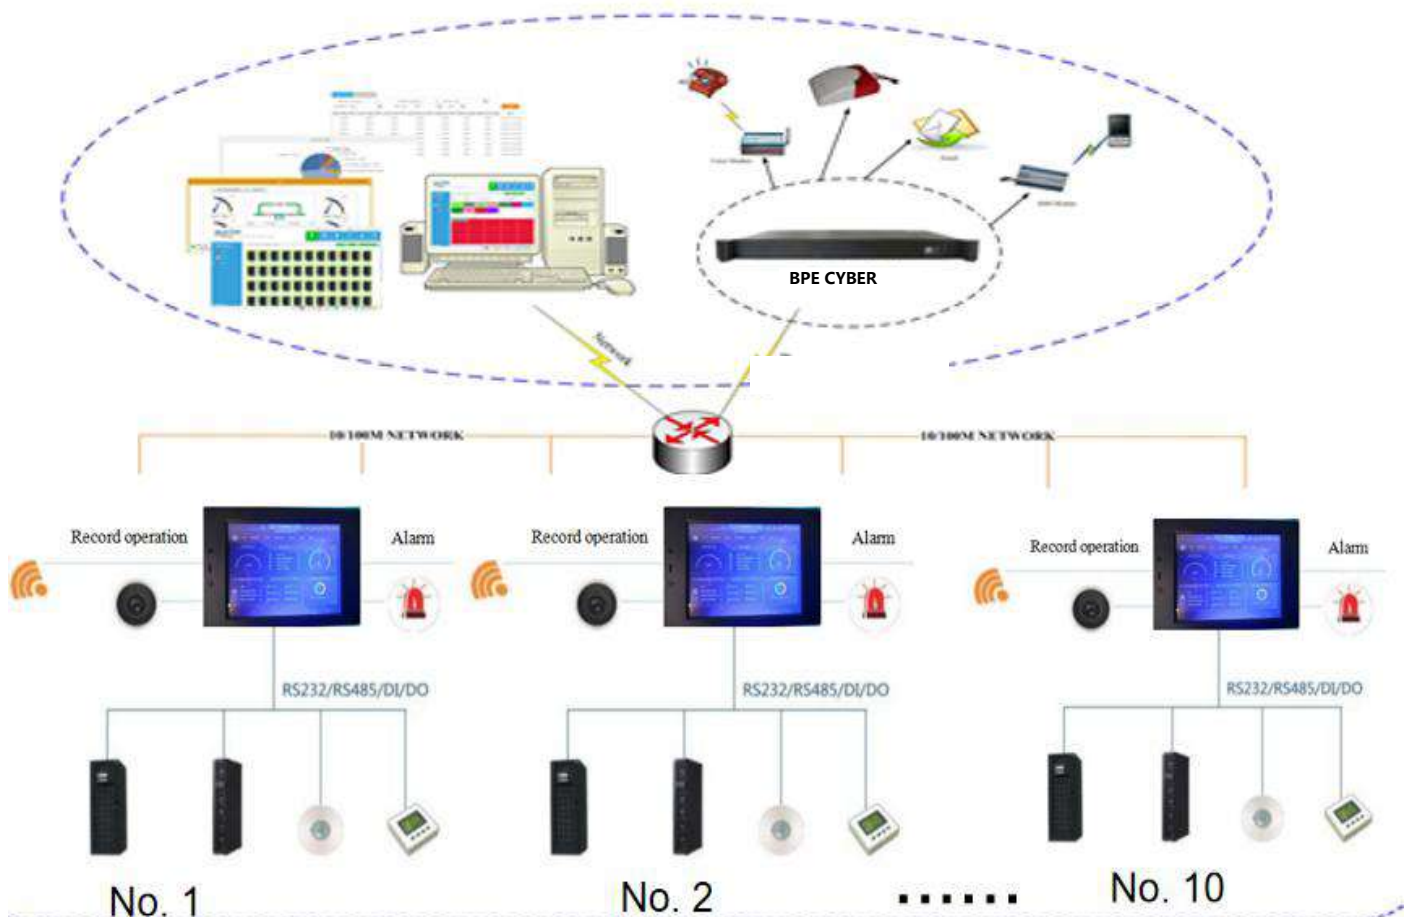 Email
BPE CYBER
Network
10/100M NETWORK
10/100M NETWORK
Record operation
Alarm
Record operation
Alarm
Record operation
Alarm
RS232/RS485/DI/DO
RS232/RS485/DI/DO
RS232/RS485/DI/DO
No. 1
No. 2
......
No. 10